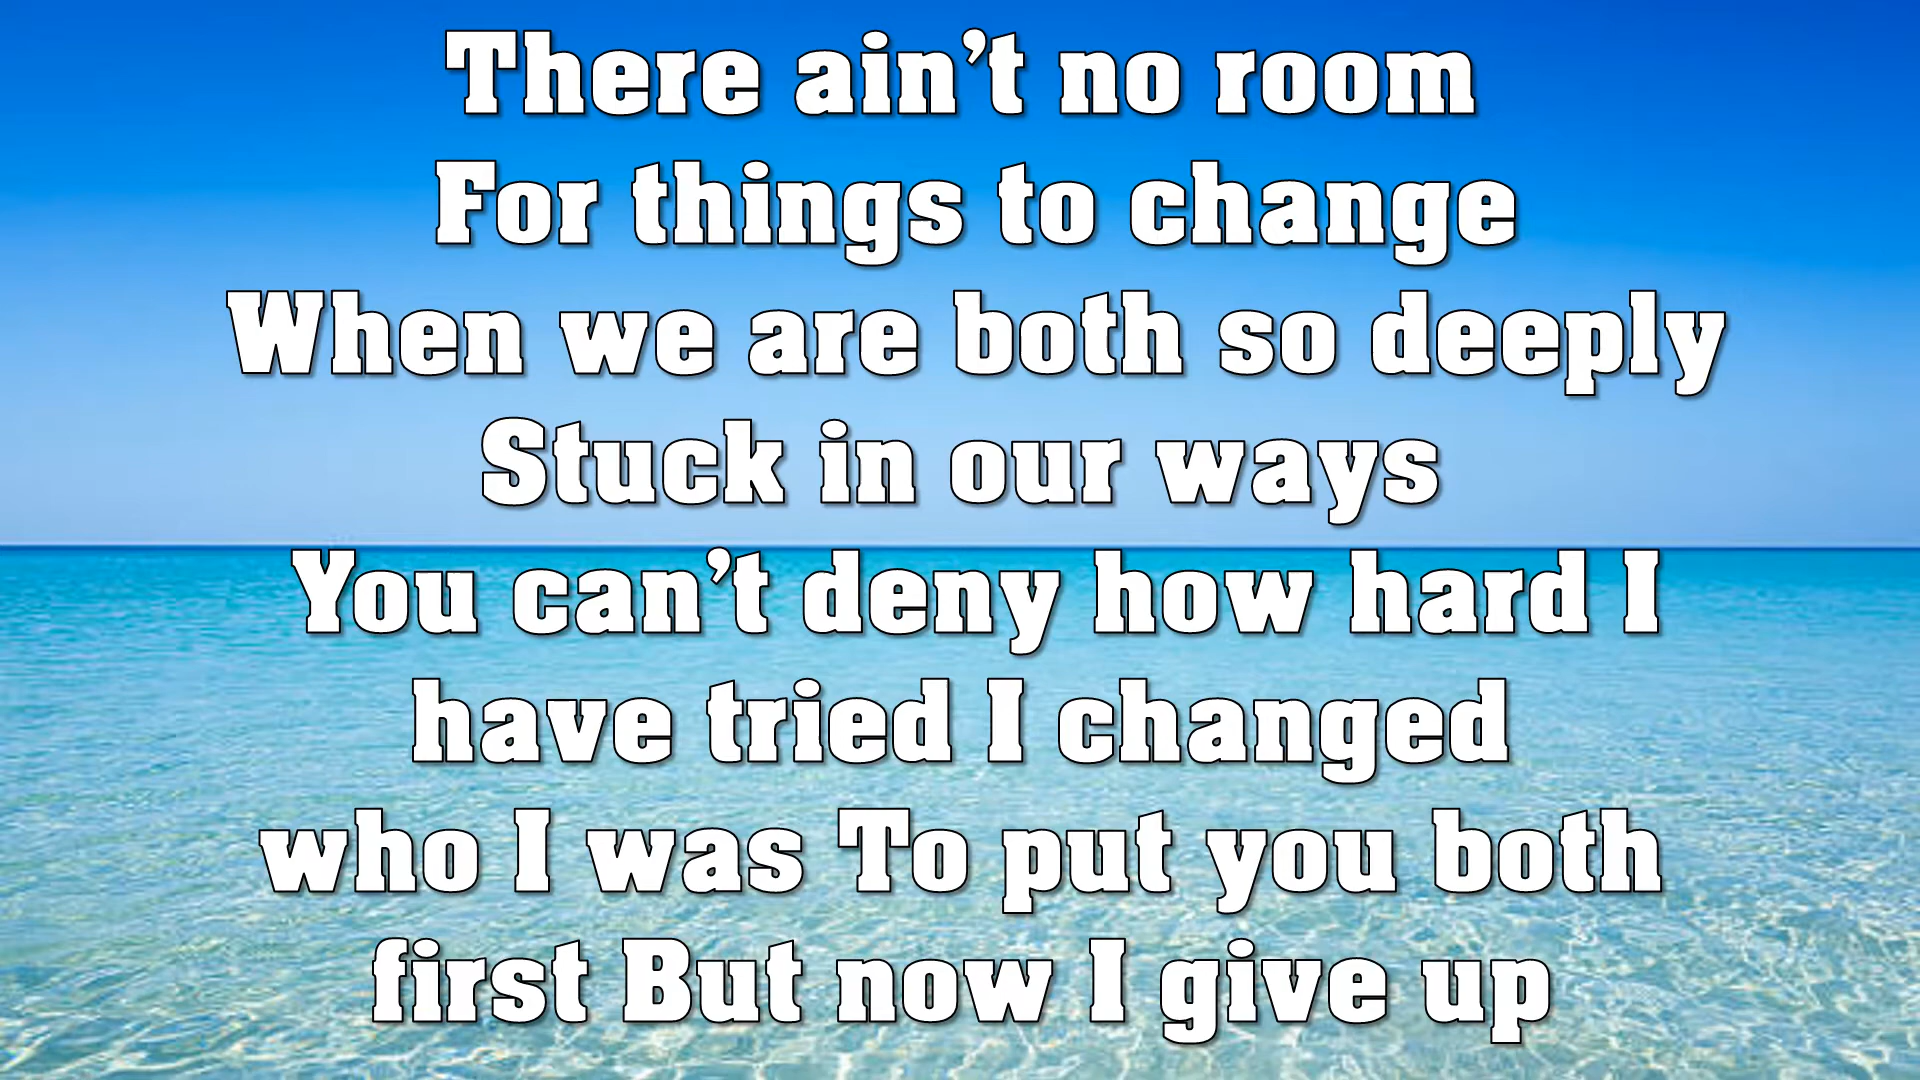 There ain’t no room
For things to change
When we are both so deeply
Stuck in our ways
You can’t deny how hard I
have tried I changed
who I was To put you both
first But now I give up